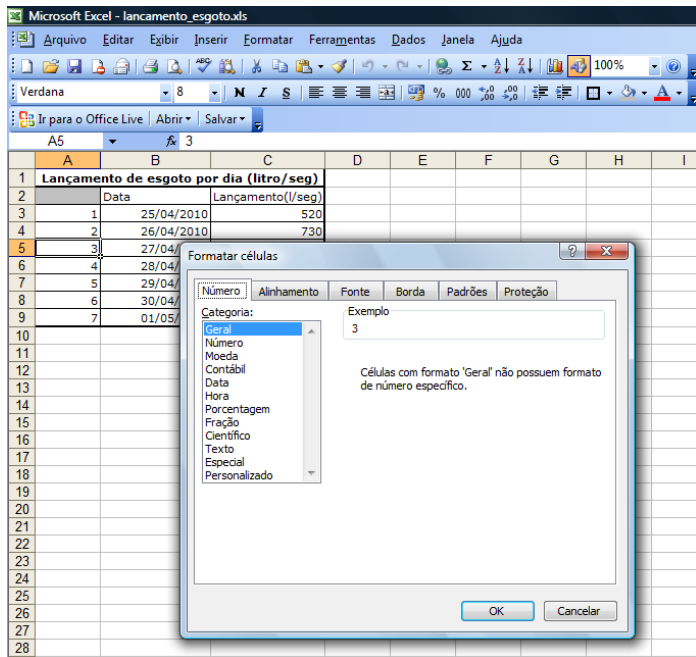 Microsoft Excel - lancamento_esgoto.xls
Arquivo Editar Exibir Inserir Formatar Ferramentas Dados Janela Ajuda
ABC Σ A Z Z A 100% ?
Verdana 8 N I S % 000 ,00 ,00 A
Ir para o Office Live Abrir Salvar
A5 fx 3
A B C D E F G H I
1 Lançamento de esgoto por dia (litro/seg)
2 Data Lançamento(l/seg)
3 1 25/04/2010 520
4 2 26/04/2010 730
5 3 27/04/
6 4 28/04/
7 5 29/04/
8 6 30/04/
9 7 01/05/
10
11
12
13
14
15
16
17
18
19
20
21
22
23
24
25
26
27
28
Formatar células ? X
Número Alinhamento Fonte Borda Padrões Proteção
Categoria:
Geral
Número
Moeda
Contábil
Data
Hora
Porcentagem
Fração
Científico
Texto
Especial
Personalizado
Exemplo
3
Células com formato 'Geral' não possuem formato
de número específico.
OK Cancelar